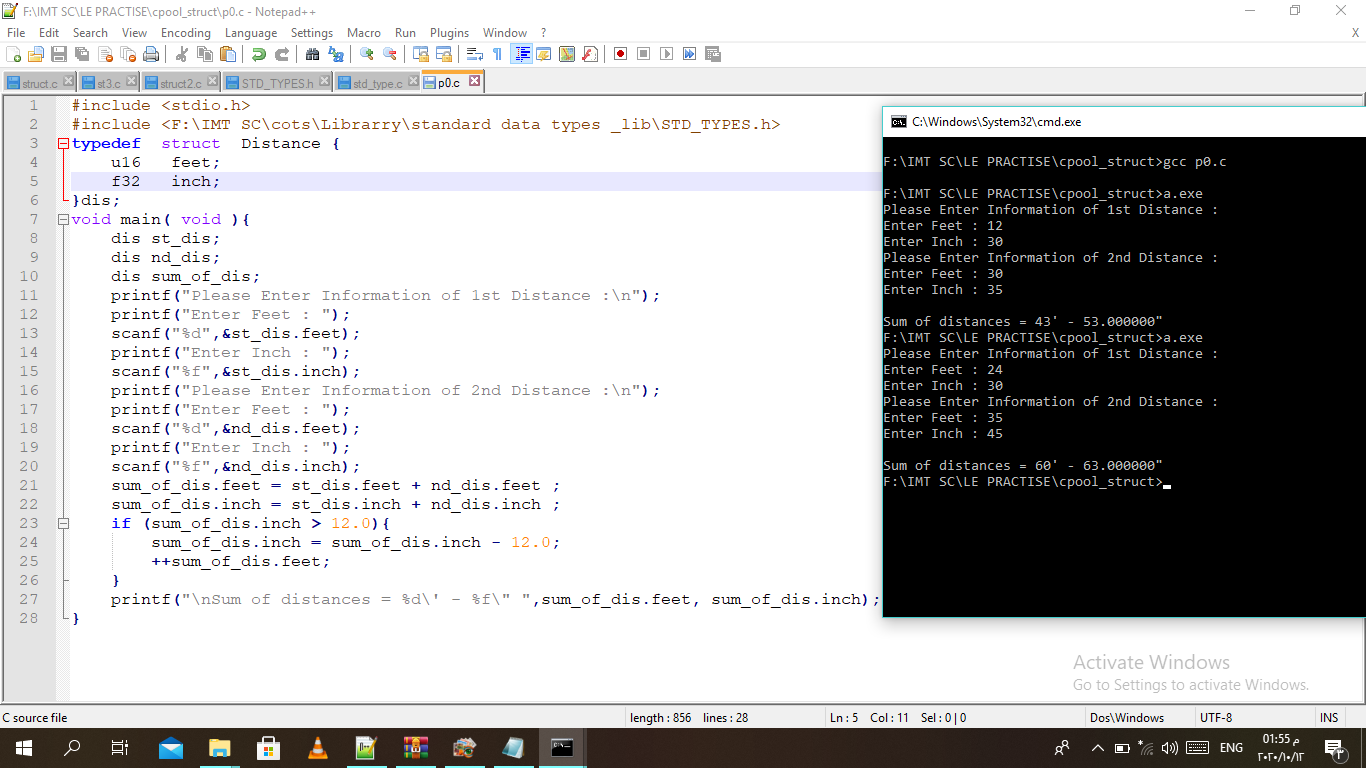 F:\IMT SC\LE PRACTISE\cpool_struct\p0.c - Notepad++
File Edit Search View Encoding Language Settings Macro Run Plugins Window ? X
struct.c st3.c struct2.c STD_TYPES.h std_type.c p0.c
1 #include <stdio.h>
2 #include <F:\IMT SC\cots\Librarry\standard data types _lib\STD_TYPES.h>
3 typedef struct Distance {
4 u16 feet;
5 f32 inch;
6 }dis;
7 void main( void ){
8 dis st_dis;
9 dis nd_dis;
10 dis sum_of_dis;
11 printf("Please Enter Information of 1st Distance :\n");
12 printf("Enter Feet : ");
13 scanf("%d",&st_dis.feet);
14 printf("Enter Inch : ");
15 scanf("%f",&st_dis.inch);
16 printf("Please Enter Information of 2nd Distance :\n");
17 printf("Enter Feet : ");
18 scanf("%d",&nd_dis.feet);
19 printf("Enter Inch : ");
20 scanf("%f",&nd_dis.inch);
21 sum_of_dis.feet = st_dis.feet + nd_dis.feet ;
22 sum_of_dis.inch = st_dis.inch + nd_dis.inch ;
23 if (sum_of_dis.inch > 12.0){
24 sum_of_dis.inch = sum_of_dis.inch - 12.0;
25 ++sum_of_dis.feet;
26 }
27 printf("\nSum of distances = %d\' - %f\" ",sum_of_dis.feet, sum_of_dis.inch);
28 }
C:\Windows\System32\cmd.exe
F:\IMT SC\LE PRACTISE\cpool_struct>gcc p0.c
F:\IMT SC\LE PRACTISE\cpool_struct>a.exe
Please Enter Information of 1st Distance :
Enter Feet : 12
Enter Inch : 30
Please Enter Information of 2nd Distance :
Enter Feet : 30
Enter Inch : 35
Sum of distances = 43' - 53.000000"
F:\IMT SC\LE PRACTISE\cpool_struct>a.exe
Please Enter Information of 1st Distance :
Enter Feet : 24
Enter Inch : 30
Please Enter Information of 2nd Distance :
Enter Feet : 35
Enter Inch : 45
Sum of distances = 60' - 63.000000"
F:\IMT SC\LE PRACTISE\cpool_struct>
Activate Windows
Go to Settings to activate Windows.
C source file length : 856 lines : 28 Ln : 5 Col : 11 Sel : 0 | 0 Dos\Windows UTF-8 INS
ENG
01:55 م
٢٠٢٠/١٠/١٢
٣